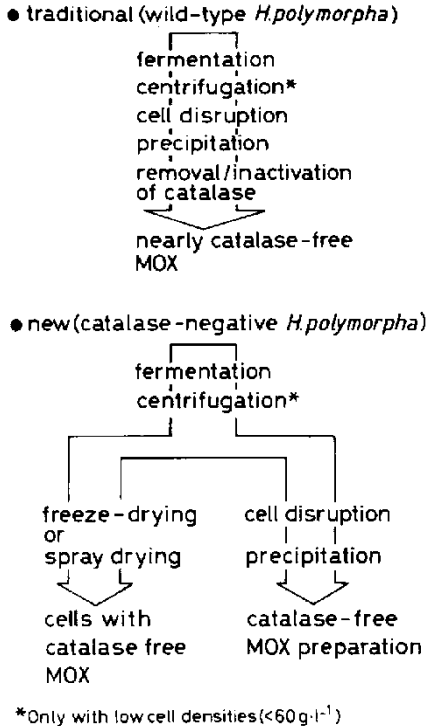 ● traditional (wild-type H.polymorpha)
fermentation
centrifugation*
cell disruption
precipitation
removal/inactivation
of catalase
nearly catalase-free
MOX
● new (catalase-negative H.polymorpha)
fermentation
centrifugation*
freeze-drying
or
spray drying
cells with
catalase free
MOX
cell disruption
precipitation
catalase-free
MOX preparation
*Only with low cell densities (<60g·l⁻¹)